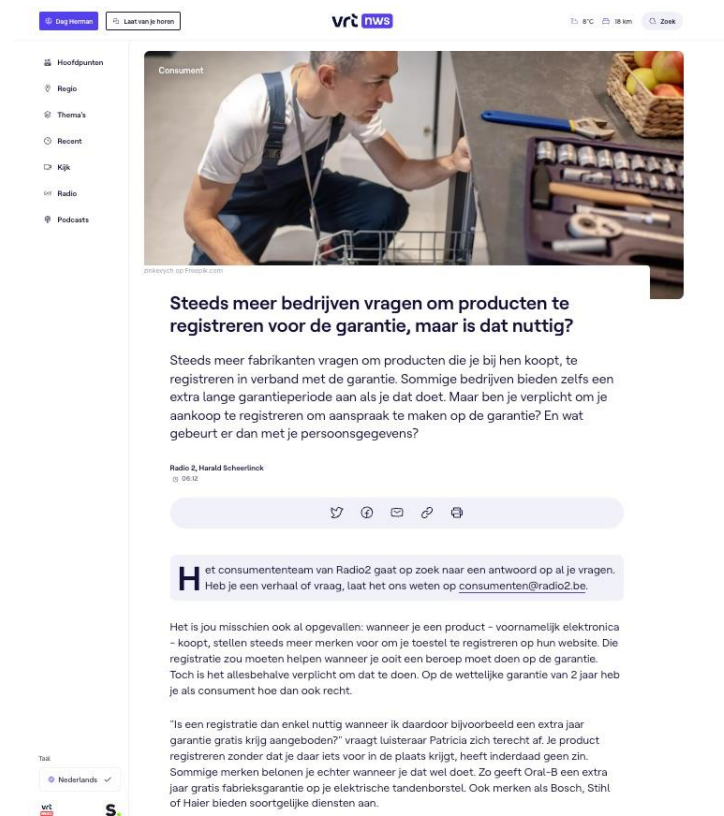 Dag Herman
Laat van je horen
vrt nws
8°C
18 km
Zoek
Hoofdpunten
Regio
Thema's
Recent
Kijk
Radio
Podcasts
Consument
zinkevych op Freepik.com
Steeds meer bedrijven vragen om producten te
registreren voor de garantie, maar is dat nuttig?
Steeds meer fabrikanten vragen om producten die je bij hen koopt, te
registreren in verband met de garantie. Sommige bedrijven bieden zelfs een
extra lange garantieperiode aan als je dat doet. Maar ben je verplicht om je
aankoop te registreren om aanspraak te maken op de garantie? En wat
gebeurt er dan met je persoonsgegevens?
Radio 2, Harald Scheerlinck
06:12
Het consumententeam van Radio2 gaat op zoek naar een antwoord op al je vragen.
Heb je een verhaal of vraag, laat het ons weten op consumenten@radio2.be.
Het is jou misschien ook al opgevallen: wanneer je een product - voornamelijk elektronica
- koopt, stellen steeds meer merken voor om je toestel te registreren op hun website. Die
registratie zou moeten helpen wanneer je ooit een beroep moet doen op de garantie.
Toch is het allesbehalve verplicht om dat te doen. Op de wettelijke garantie van 2 jaar heb
je als consument hoe dan ook recht.
"Is een registratie dan enkel nuttig wanneer ik daardoor bijvoorbeeld een extra jaar
garantie gratis krijg aangeboden?" vraagt luisteraar Patricia zich terecht af. Je product
registreren zonder dat je daar iets voor in de plaats krijgt, heeft inderdaad geen zin.
Sommige merken belonen je echter wanneer je dat wel doet. Zo geeft Oral-B een extra
jaar gratis fabrieksgarantie op je elektrische tandenborstel. Ook merken als Bosch, Stihl
of Haier bieden soortgelijke diensten aan.
Taal
Nederlands
vrt
S.